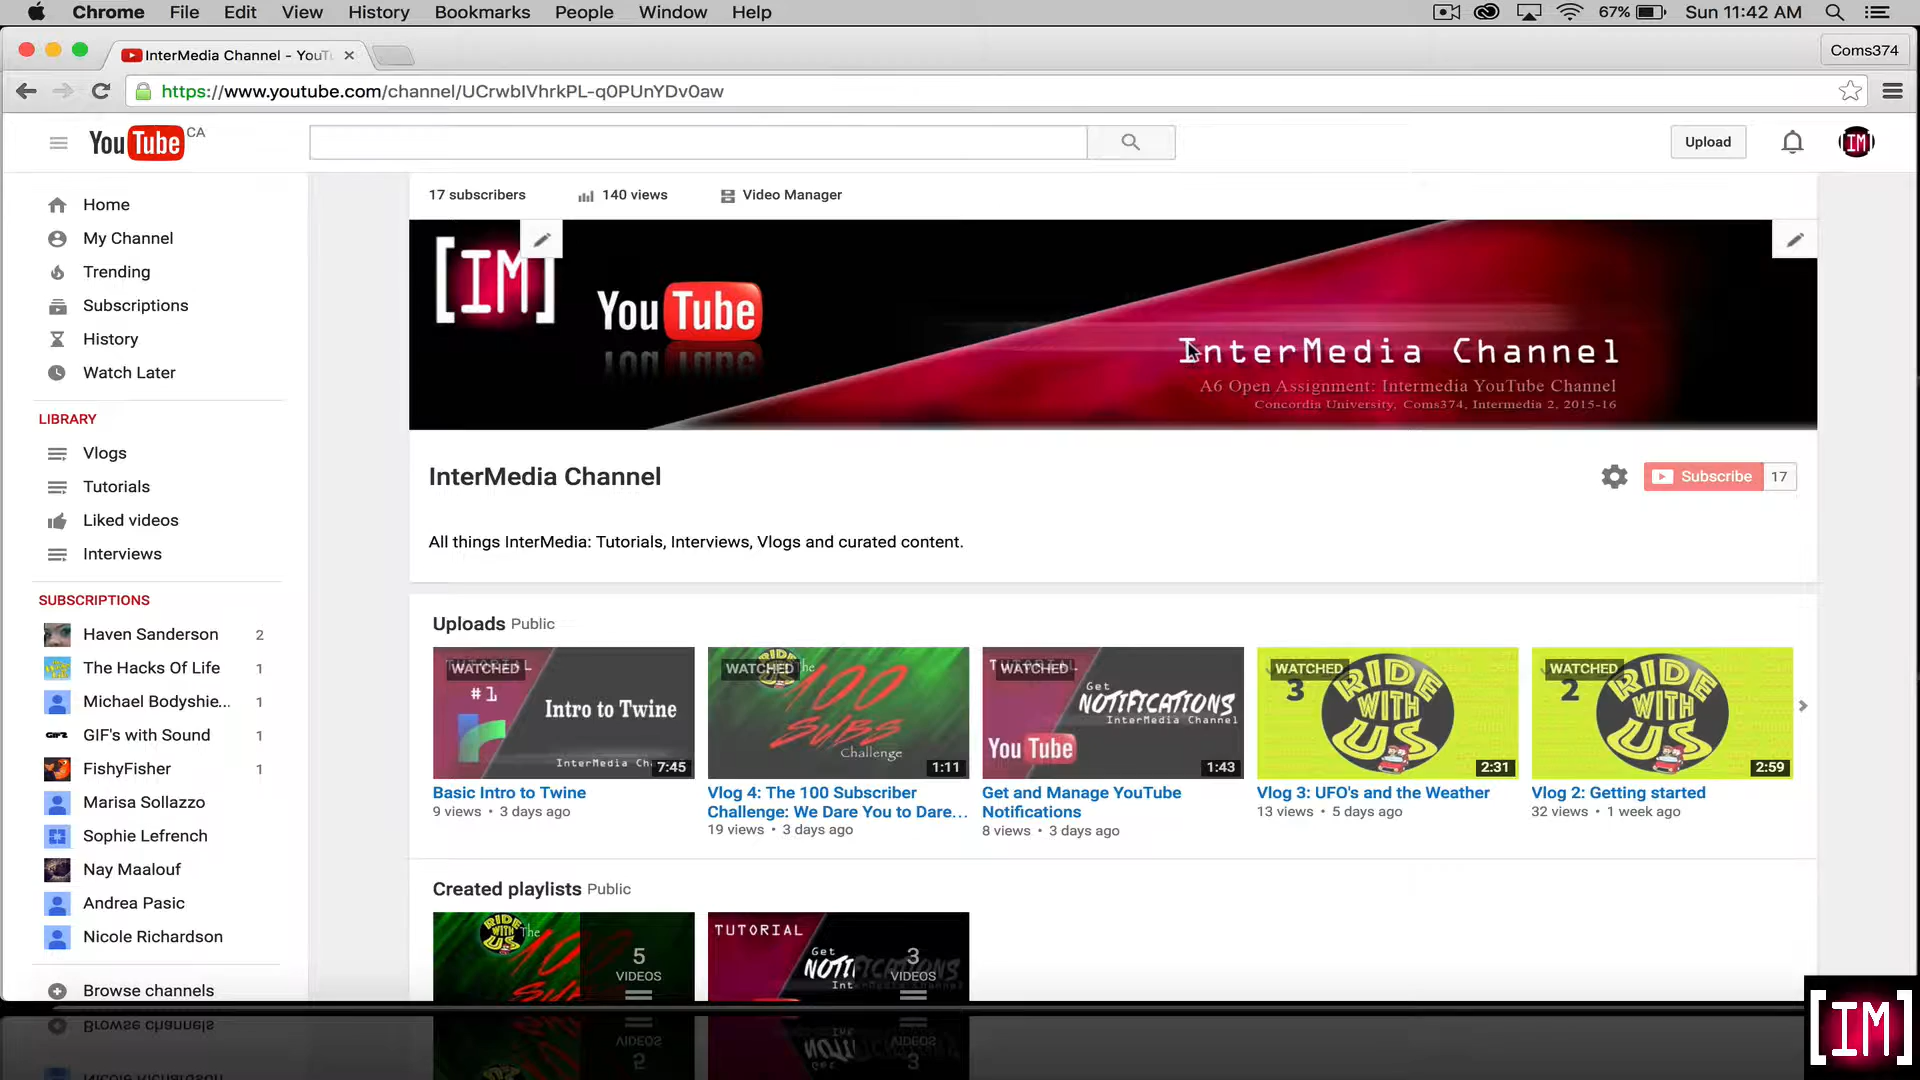 Chrome File Edit View History Bookmarks People Window Help 67% Sun 11:42 AM
InterMedia Channel - YouTu
Coms374
https://www.youtube.com/channel/UCrwbIVhrkPL-q0PUnYDv0aw
YouTube CA
Upload
[IM]
Home
My Channel
Trending
Subscriptions
History
Watch Later
LIBRARY
Vlogs
Tutorials
Liked videos
Interviews
SUBSCRIPTIONS
Haven Sanderson 2
The Hacks Of Life 1
Michael Bodyshie... 1
GIF's with Sound 1
FishyFisher 1
Marisa Sollazzo
Sophie Lefrench
Nay Maalouf
Andrea Pasic
Nicole Richardson
Browse channels
17 subscribers 140 views Video Manager
[IM]
YouTube
InterMedia Channel
A6 Open Assignment: Intermedia YouTube Channel
Concordia University, Coms374, Intermedia 2, 2015-16
InterMedia Channel
Subscribe 17
All things InterMedia: Tutorials, Interviews, Vlogs and curated content.
Uploads Public
WATCHED
#1
Intro to Twine
7:45
Basic Intro to Twine
9 views • 3 days ago
WATCHED
The
100
SUBS
Challenge
1:11
Vlog 4: The 100 Subscriber
Challenge: We Dare You to Dare...
19 views • 3 days ago
WATCHED
Get
NOTIFICATIONS
InterMedia Channel
YouTube
1:43
Get and Manage YouTube
Notifications
8 views • 3 days ago
WATCHED
3
RIDE
WITH
US
2:31
Vlog 3: UFO's and the Weather
13 views • 5 days ago
WATCHED
2
RIDE
WITH
US
2:59
Vlog 2: Getting started
32 views • 1 week ago
Created playlists Public
RIDE
WITH
US
The
5
VIDEOS
TUTORIAL
Get
3
VIDEOS
[IM]